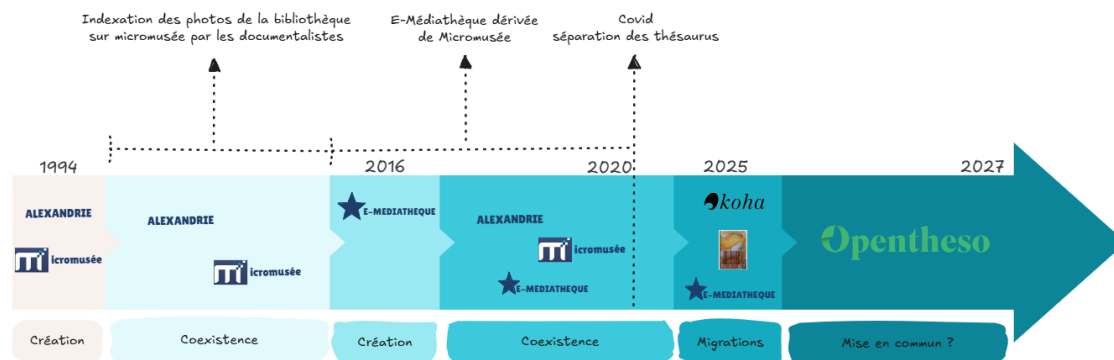 Indexation des photos de la bibliothèque
sur micromusée par les documentalistes
E-Médiathèque dérivée
de Micromusée
Covid
séparation des thésaurus
1994
2016
2020
2025
2027
ALEXANDRIE
icromusée
ALEXANDRIE
icromusée
E-MEDIATHEQUE
ALEXANDRIE
icromusée
E-MEDIATHEQUE
koha
E-MEDIATHEQUE
Opentheso
Création
Coexistence
Création
Coexistence
Migrations
Mise en commun ?